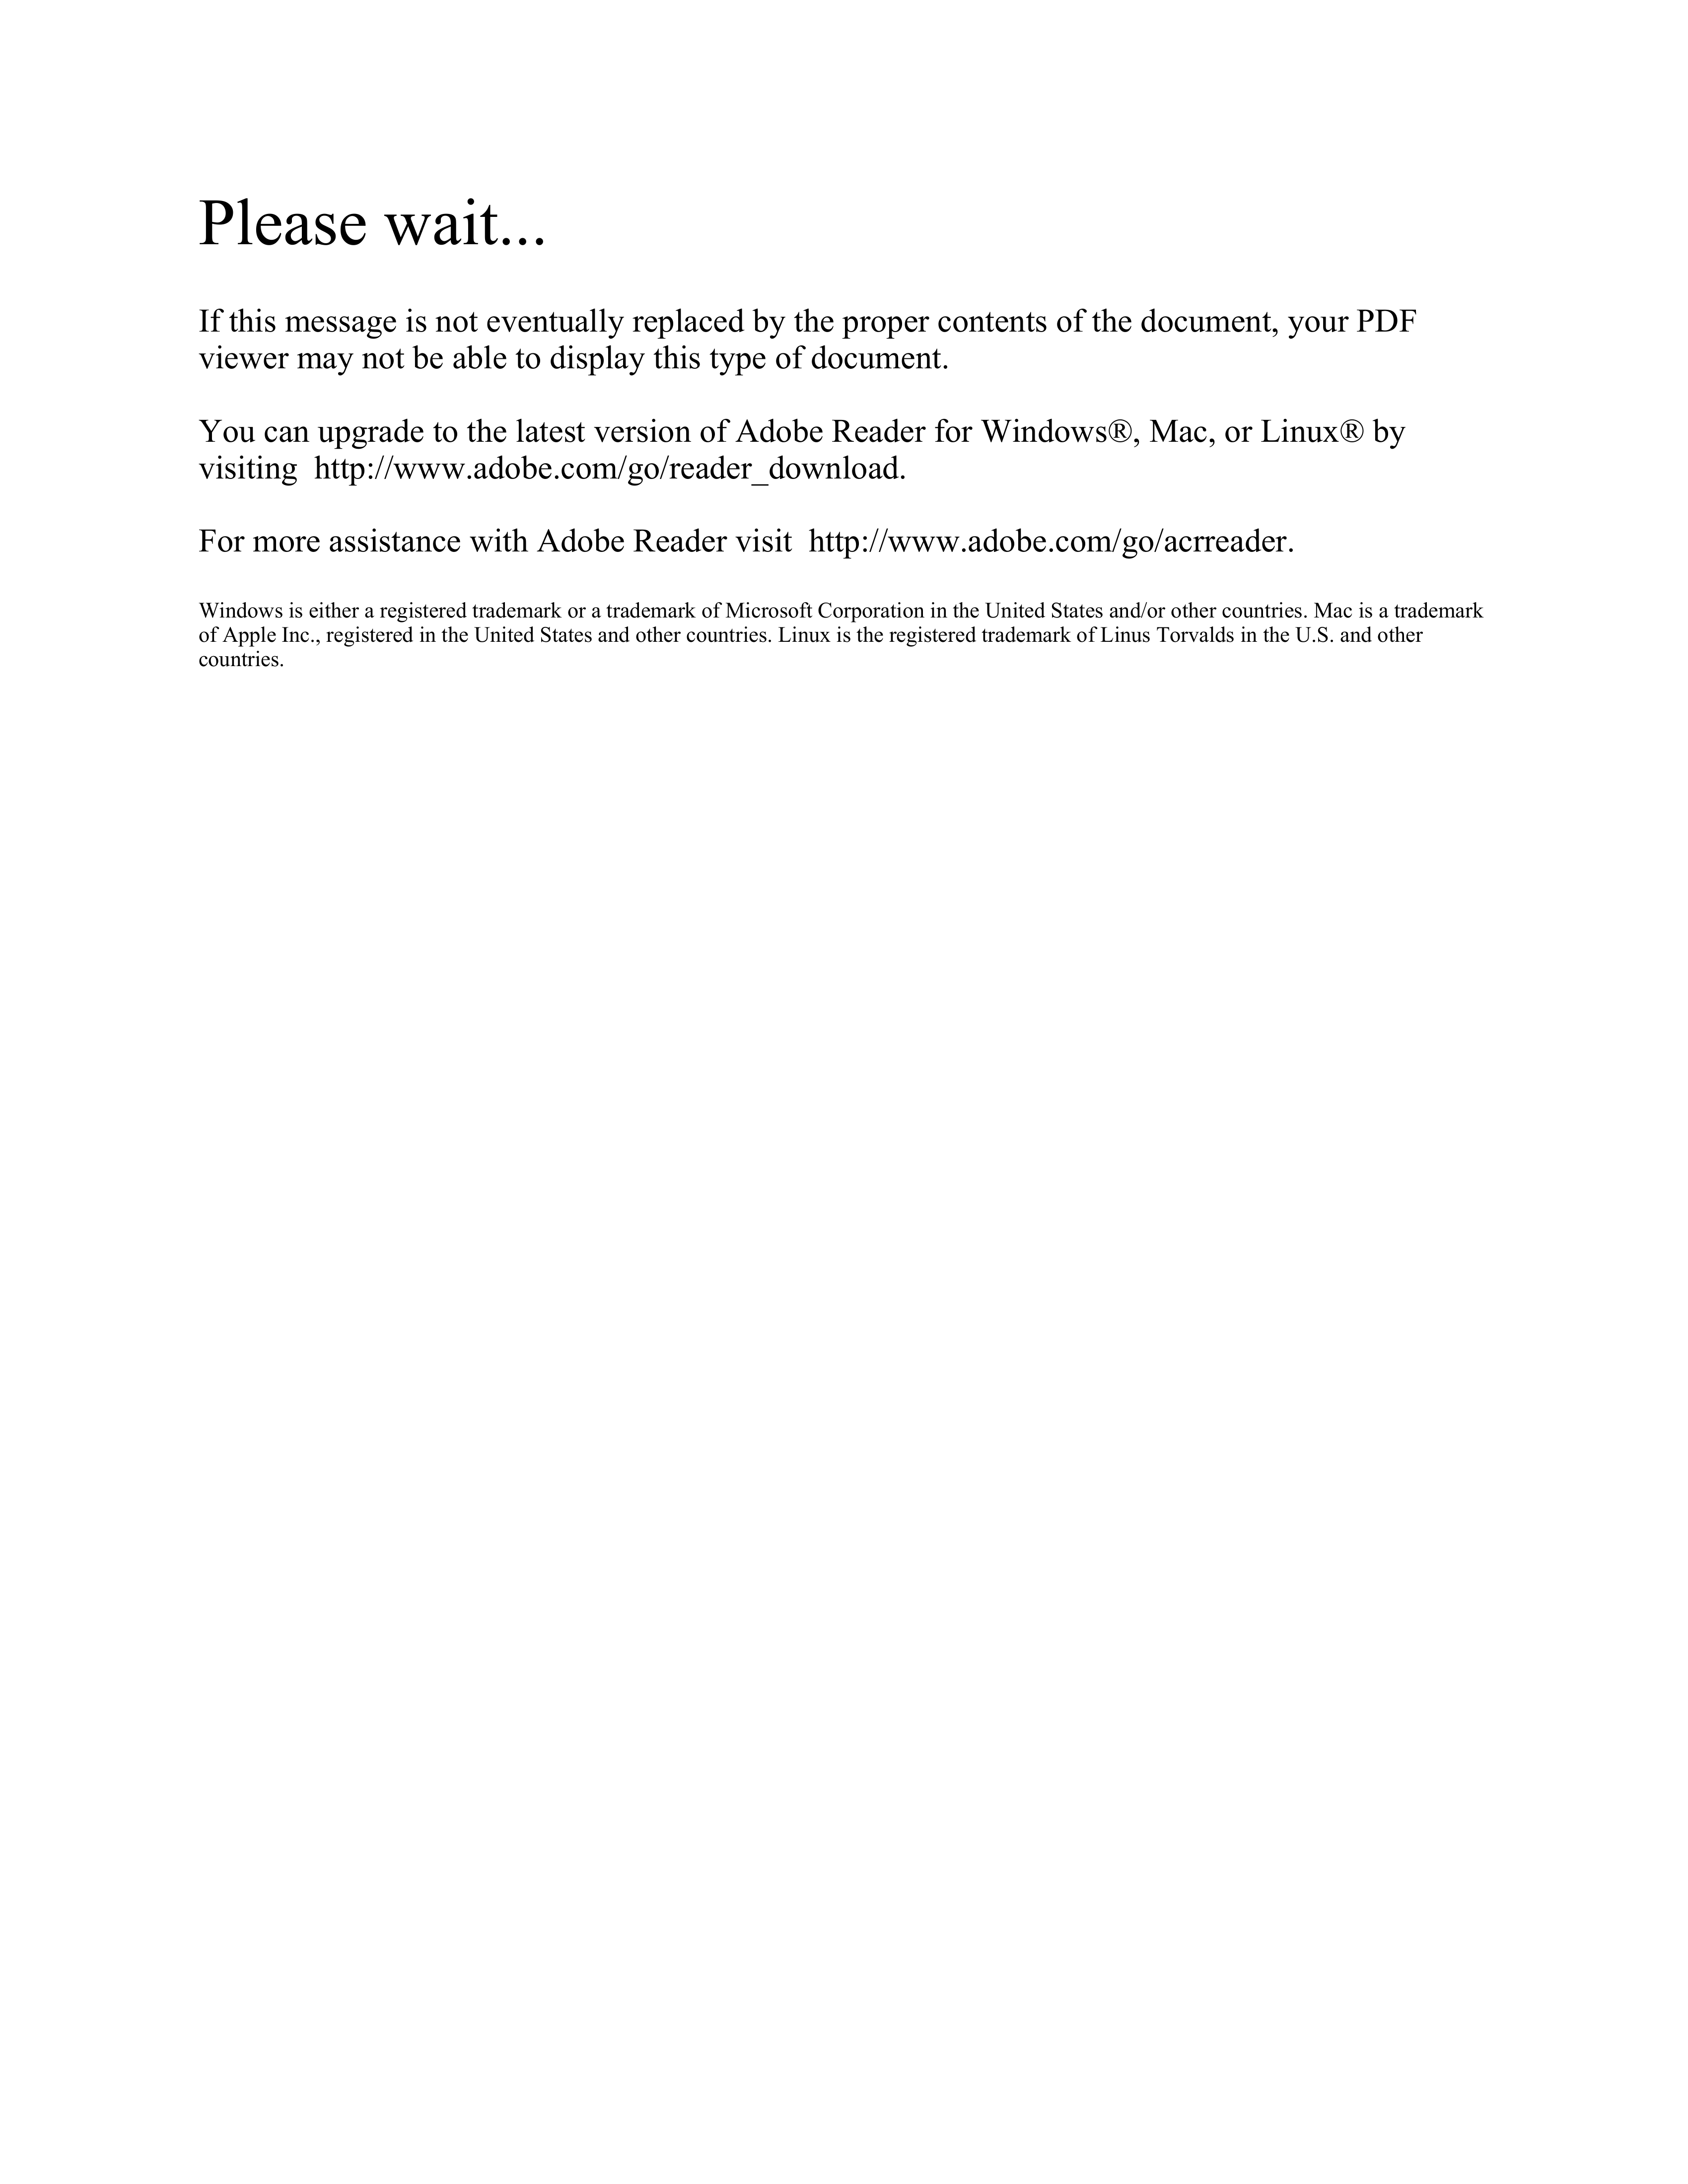 Please wait...
If this message is not eventually replaced by the proper contents of the document, your PDF
viewer may not be able to display this type of document.
You can upgrade to the latest version of Adobe Reader for Windows®, Mac, or Linux® by
visiting  http://www.adobe.com/go/reader_download.
For more assistance with Adobe Reader visit  http://www.adobe.com/go/acrreader.
Windows is either a registered trademark or a trademark of Microsoft Corporation in the United States and/or other countries. Mac is a trademark
of Apple Inc., registered in the United States and other countries. Linux is the registered trademark of Linus Torvalds in the U.S. and other
countries.